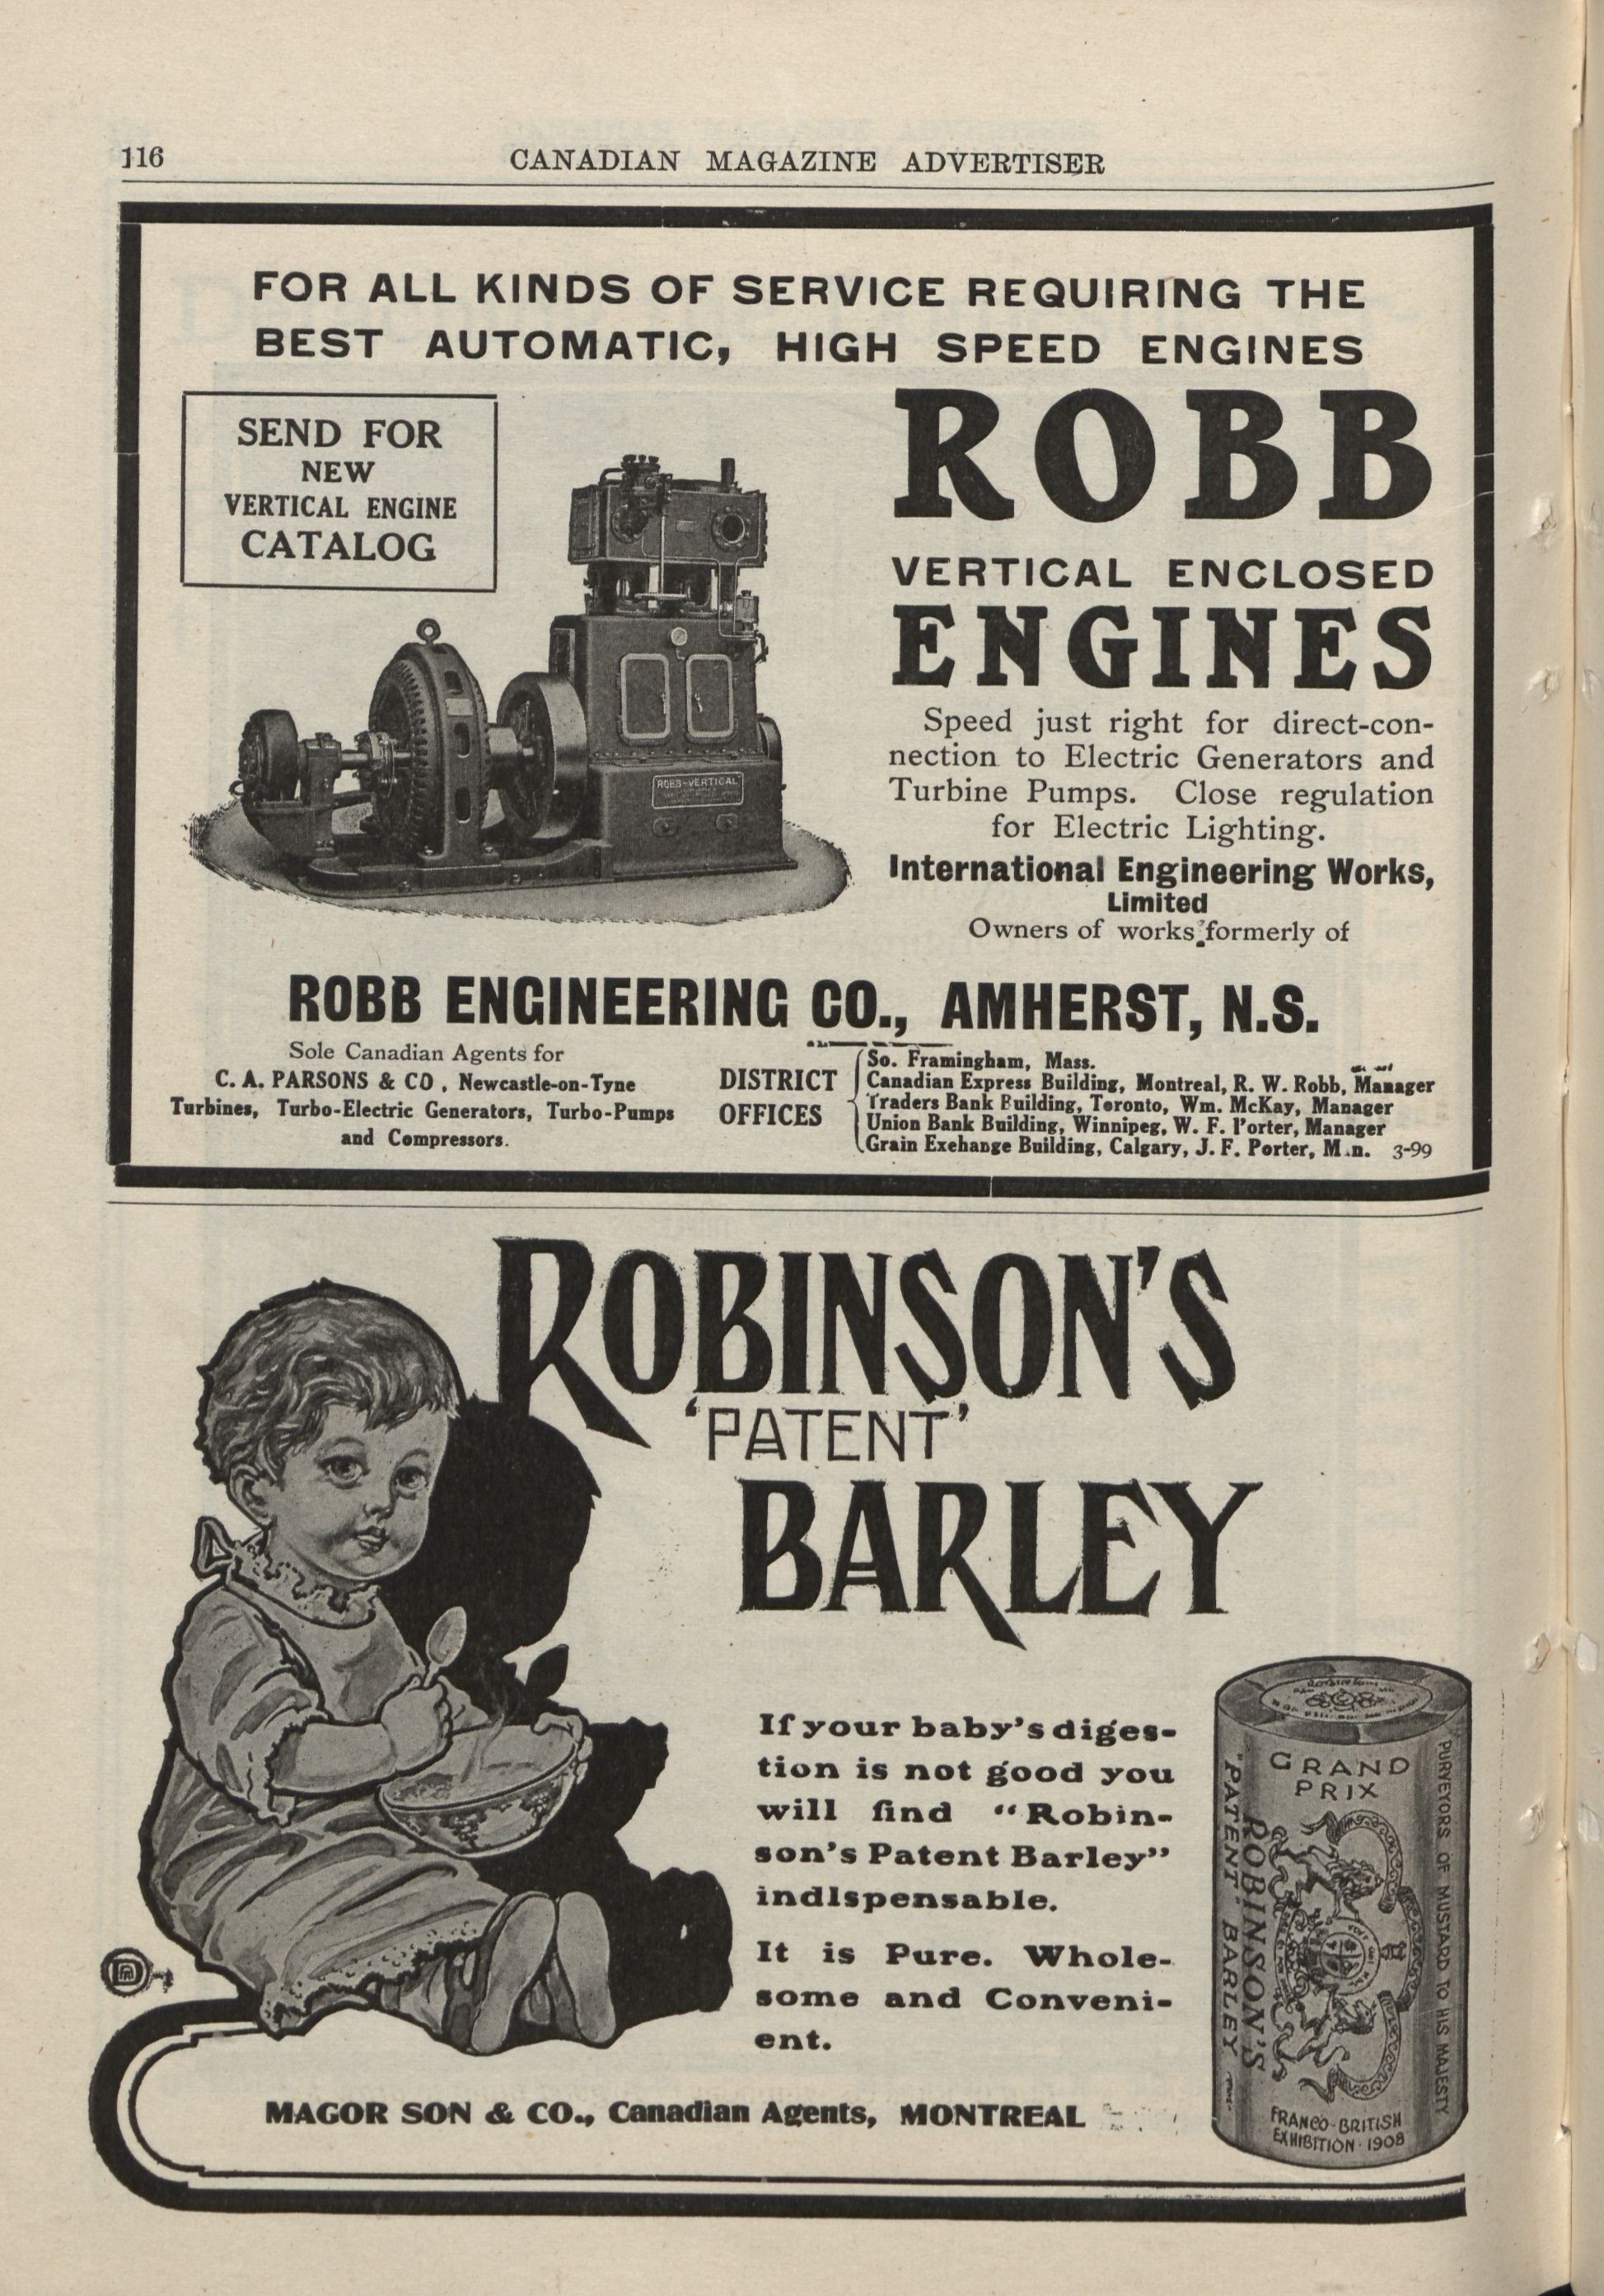 116
CANADIAN MAGAZINE ADVERTISER
FOR ALL KINDS OF SERVICE REQUIRING THE
BEST AUTOMATIC, HIGH SPEED ENGINES
SEND FOR
NEW
VERTICAL ENGINE
CATALOG
ROBB
VERTICAL ENCLOSED
ENGINES
ROBB-VERTICAL
Speed just right for direct-con-
nection to Electric Generators and
Turbine Pumps. Close regulation
for Electric Lighting.
International Engineering Works,
Limited
Owners of works formerly of
ROBB ENGINEERING CO., AMHERST, N.S.
Sole Canadian Agents for
C. A. PARSONS & CO., Newcastle-on-Tyne
Turbines, Turbo-Electric Generators, Turbo-Pumps
and Compressors.
DISTRICT
OFFICES
So. Framingham, Mass.
Canadian Express Building, Montreal, R. W. Robb, Manager
Traders Bank Building, Toronto, Wm. McKay, Manager
Union Bank Building, Winnipeg, W. F. Porter, Manager
Grain Exehange Building, Calgary, J. F. Porter, M n. 3-99
ROBINSON'S
'PATENT'
BARLEY
If your baby's diges-
tion is not good you
will find "Robin-
son's Patent Barley"
indispensable.
It is Pure. Whole-
some and Conveni-
ent.
GRAND
PRIX
"PATENT" BARLEY
ROBINSON'S
PURVEYORS OF MUSTARD TO HIS MAJESTY
FRANCO-BRITISH
EXHIBITION · 1908
MAGOR SON & CO., Canadian Agents, MONTREAL